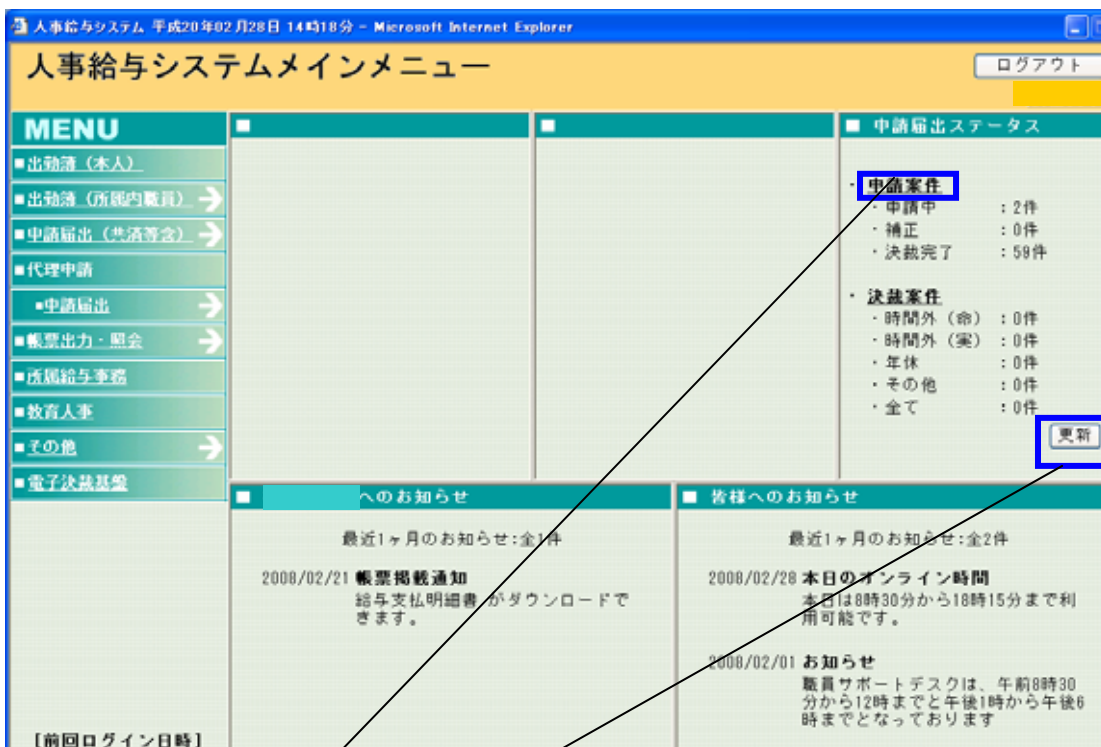 人事給与システム 平成20年02月28日 14時18分 - Microsoft Internet Explorer
人事給与システムメインメニュー
ログアウト
MENU
■出勤簿（本人）
■出勤簿（所属内職員）
■申請届出（共済等含）
■代理申請
■申請届出
■帳票出力・照会
■所属給与事務
■教育人事
■その他
■電子決裁基盤
[前回ログイン日時]
■
■
■ 申請届出ステータス
・ 申請案件
・申請中 :2件
・補正 :0件
・決裁完了 :59件
・ 決裁案件
・時間外（命） :0件
・時間外（実） :0件
・年休 :0件
・その他 :0件
・全て :0件
更新
■ へのお知らせ
最近1ヶ月のお知らせ:全1件
2008/02/21 帳票掲載通知
給与支払明細書 がダウンロードで
きます。
■ 皆様へのお知らせ
最近1ヶ月のお知らせ:全2件
2008/02/28 本日のオンライン時間
本日は8時30分から18時15分まで利
用可能です。
2008/02/01 お知らせ
職員サポートデスクは、午前8時30
分から12時までと午後1時から午後6
時までとなっております